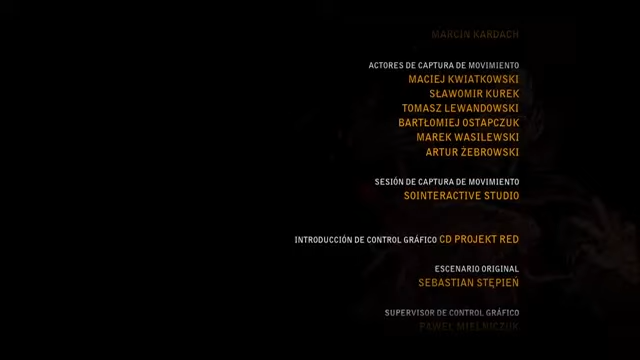 MARCIN KARDACH
ACTORES DE CAPTURA DE MOVIMIENTO
MACIEJ KWIATKOWSKI
SŁAWOMIR KUREK
TOMASZ LEWANDOWSKI
BARTŁOMIEJ OSTAPCZUK
MAREK WASILEWSKI
ARTUR ŻEBROWSKI
SESIÓN DE CAPTURA DE MOVIMIENTO
SOINTERACTIVE STUDIO
INTRODUCCIÓN DE CONTROL GRÁFICO CD PROJEKT RED
ESCENARIO ORIGINAL
SEBASTIAN STĘPIEŃ
SUPERVISOR DE CONTROL GRÁFICO
PAWEŁ MIELNICZUK